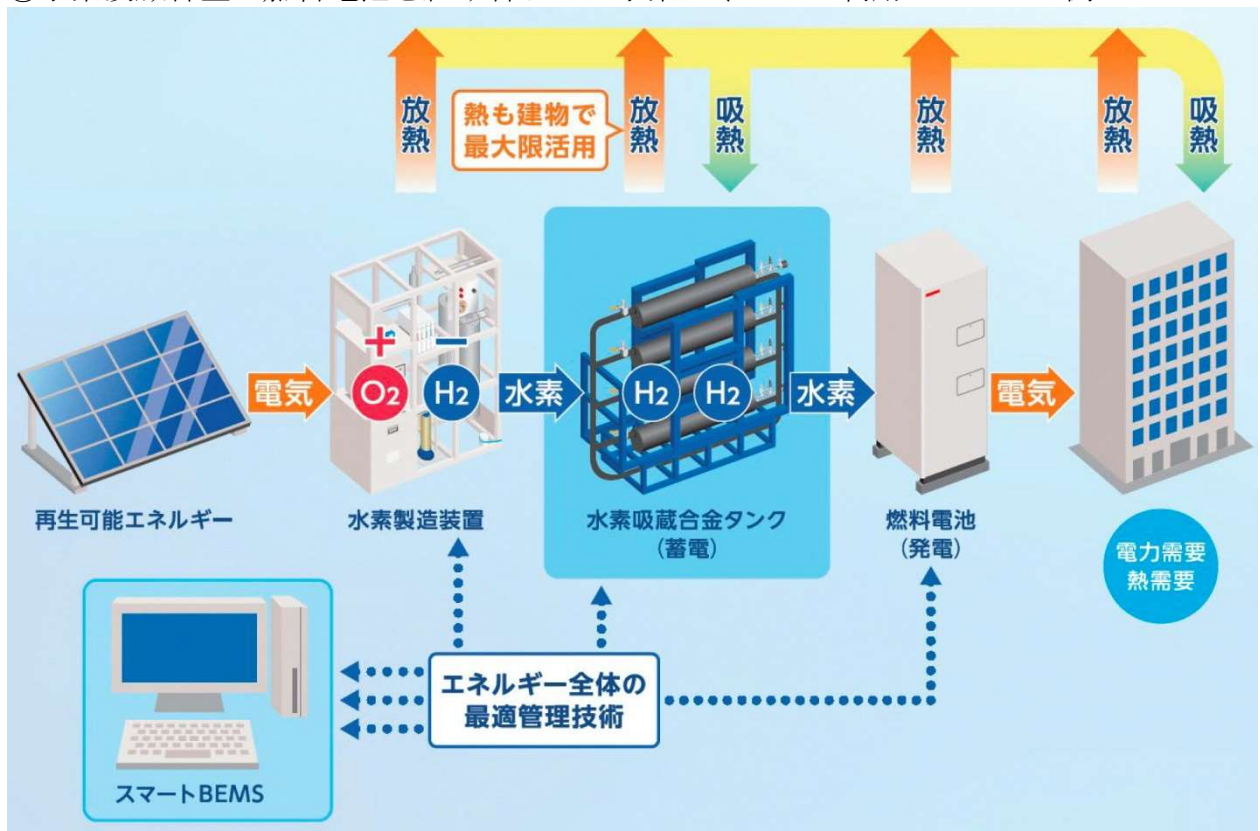 放熱
熱も建物で
最大限活用
放熱
吸熱
放熱
放熱
吸熱
+
−
O2
H2
H2
H2
電気
水素
水素
電気
再生可能エネルギー
水素製造装置
水素吸蔵合金タンク
(蓄電)
燃料電池
(発電)
電力需要
熱需要
エネルギー全体の
最適管理技術
スマートBEMS